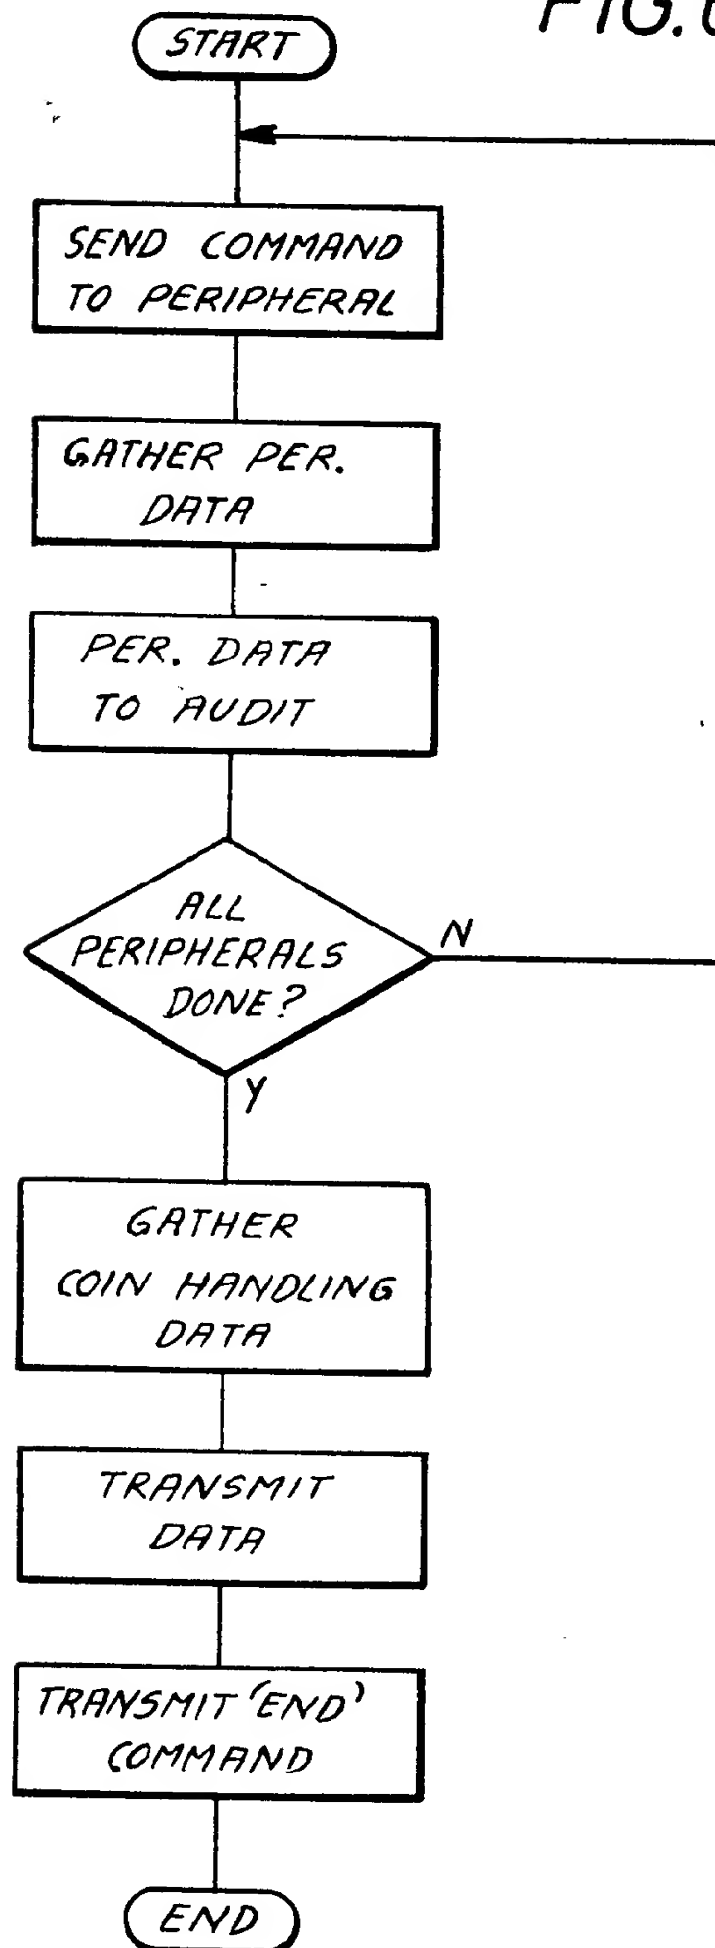 START
SEND COMMAND
TO PERIPHERAL
GATHER PER.
DATA
PER. DATA
TO AUDIT
ALL
PERIPHERALS
DONE?
N
Y
GATHER
COIN HANDLING
DATA
TRANSMIT
DATA
TRANSMIT 'END'
COMMAND
END
FIG.